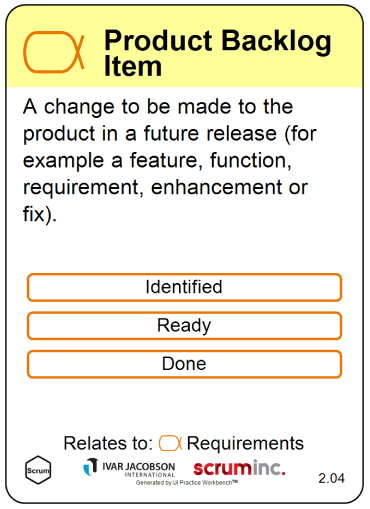 Product Backlog
Item
A change to be made to the
product in a future release (for
example a feature, function,
requirement, enhancement or
fix).
Identified
Ready
Done
Relates to: Requirements
Scrum
IVAR JACOBSON
INTERNATIONAL
scruminc.
Generated by IJI Practice Workbench™
2.04